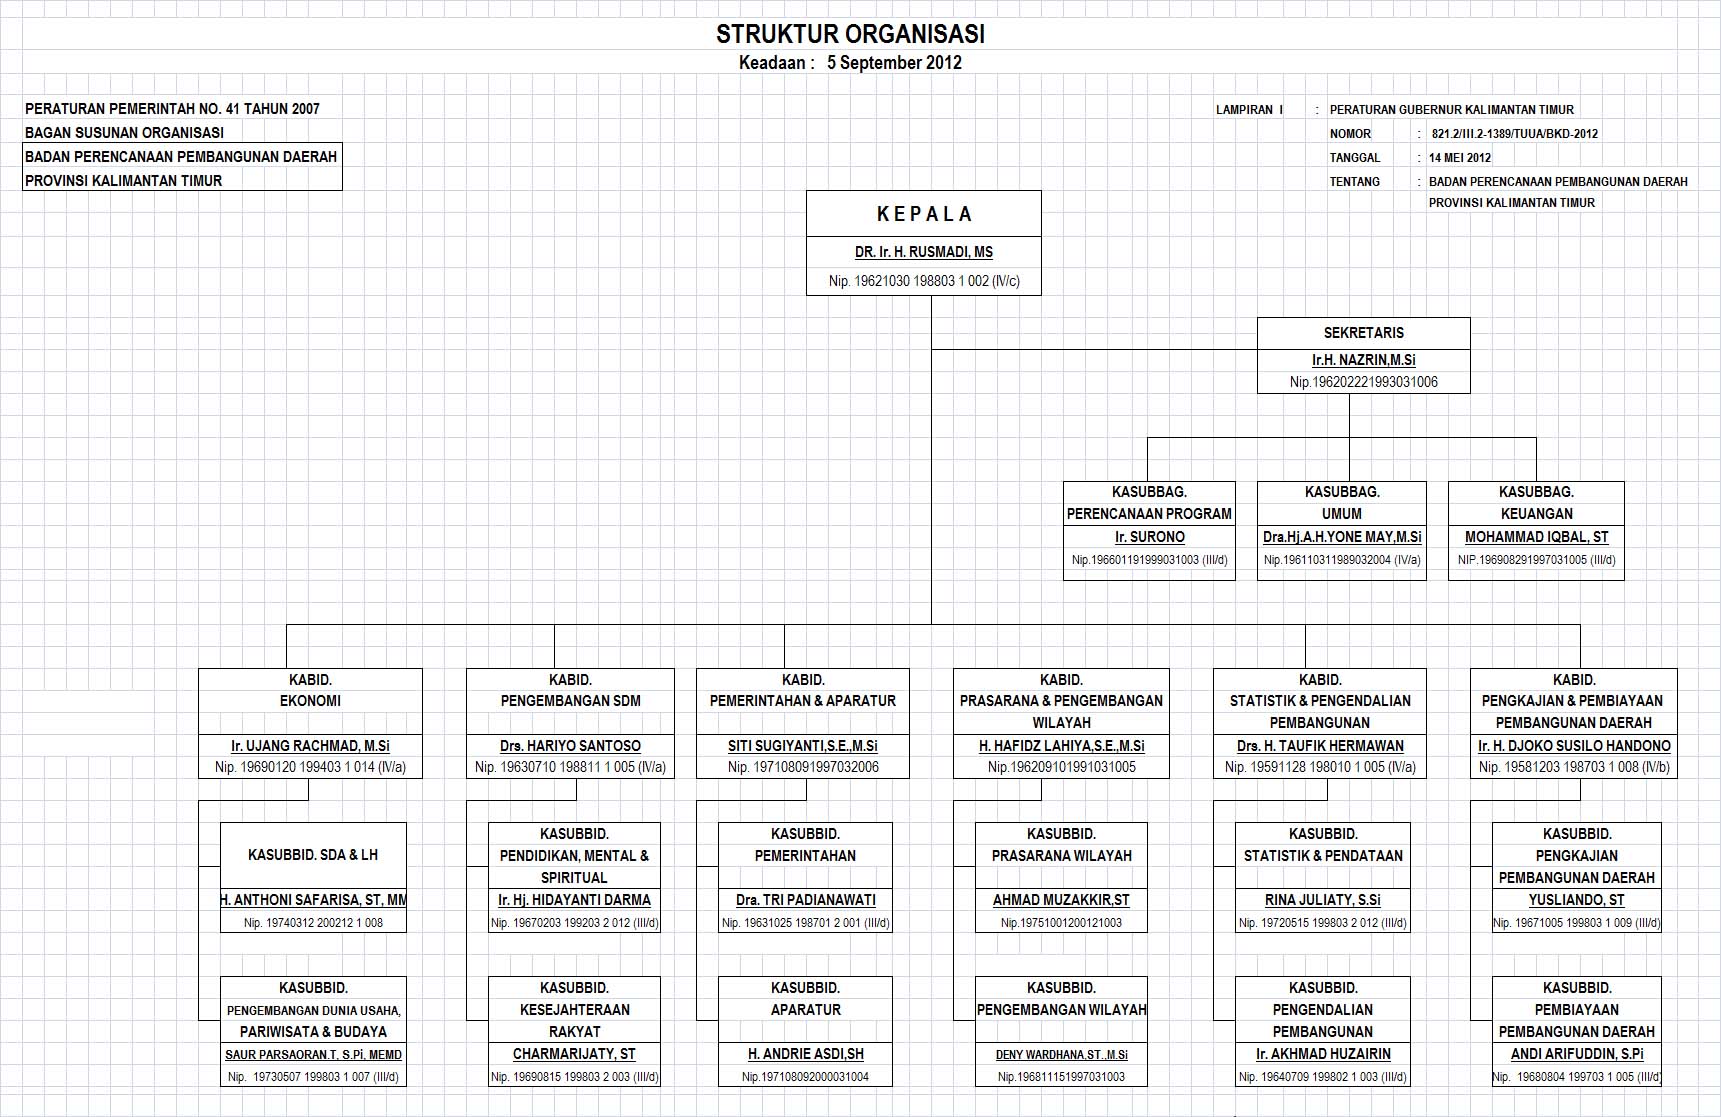 STRUKTUR ORGANISASI
Keadaan : 5 September 2012
PERATURAN PEMERINTAH NO. 41 TAHUN 2007
BAGAN SUSUNAN ORGANISASI
BADAN PERENCANAAN PEMBANGUNAN DAERAH
PROVINSI KALIMANTAN TIMUR
LAMPIRAN I : PERATURAN GUBERNUR KALIMANTAN TIMUR
NOMOR : 821.2/III.2-1389/TUUA/BKD-2012
TANGGAL : 14 MEI 2012
TENTANG : BADAN PERENCANAAN PEMBANGUNAN DAERAH
PROVINSI KALIMANTAN TIMUR
K E P A L A
DR. Ir. H. RUSMADI, MS
Nip. 19621030 198803 1 002 (IV/c)
SEKRETARIS
Ir.H. NAZRIN,M.Si
Nip.196202221993031006
KASUBBAG.
PERENCANAAN PROGRAM
Ir. SURONO
Nip.196601191999031003 (III/d)
KASUBBAG.
UMUM
Dra.Hj.A.H.YONE MAY,M.Si
Nip.196110311989032004 (IV/a)
KASUBBAG.
KEUANGAN
MOHAMMAD IQBAL, ST
NIP.196908291997031005 (III/d)
KABID.
EKONOMI
Ir. UJANG RACHMAD, M.Si
Nip. 19690120 199403 1 014 (IV/a)
KABID.
PENGEMBANGAN SDM
Drs. HARIYO SANTOSO
Nip. 19630710 198811 1 005 (IV/a)
KABID.
PEMERINTAHAN & APARATUR
SITI SUGIYANTI,S.E.,M.Si
Nip. 197108091997032006
KABID.
PRASARANA & PENGEMBANGAN
WILAYAH
H. HAFIDZ LAHIYA,S.E.,M.Si
Nip.196209101991031005
KABID.
STATISTIK & PENGENDALIAN
PEMBANGUNAN
Drs. H. TAUFIK HERMAWAN
Nip. 19591128 198010 1 005 (IV/a)
KABID.
PENGKAJIAN & PEMBIAYAAN
PEMBANGUNAN DAERAH
Ir. H. DJOKO SUSILO HANDONO
Nip. 19581203 198703 1 008 (IV/b)
KASUBBID. SDA & LH
H. ANTHONI SAFARISA, ST, MM
Nip. 19740312 200212 1 008
KASUBBID.
PENDIDIKAN, MENTAL &
SPIRITUAL
Ir. Hj. HIDAYANTI DARMA
Nip. 19670203 199203 2 012 (III/d)
KASUBBID.
PEMERINTAHAN
Dra. TRI PADIANAWATI
Nip. 19631025 198701 2 001 (III/d)
KASUBBID.
PRASARANA WILAYAH
AHMAD MUZAKKIR,ST
Nip.19751001200121003
KASUBBID.
STATISTIK & PENDATAAN
RINA JULIATY, S.Si
Nip. 19720515 199803 2 012 (III/d)
KASUBBID.
PENGKAJIAN
PEMBANGUNAN DAERAH
YUSLIANDO, ST
Nip. 19671005 199803 1 009 (III/d)
KASUBBID.
PENGEMBANGAN DUNIA USAHA,
PARIWISATA & BUDAYA
SAUR PARSAORAN.T, S.Pi, MEMD
Nip. 19730507 199803 1 007 (III/d)
KASUBBID.
KESEJAHTERAAN
RAKYAT
CHARMARIJATY, ST
Nip. 19690815 199803 2 003 (III/d)
KASUBBID.
APARATUR
H. ANDRIE ASDI,SH
Nip. 197108092000031004
KASUBBID.
PENGEMBANGAN WILAYAH
DENY WARDHANA,ST.,M.Si
Nip.196811151997031003
KASUBBID.
PENGENDALIAN
PEMBANGUNAN
Ir. AKHMAD HUZAIRIN
Nip. 19640709 199802 1 003 (III/d)
KASUBBID.
PEMBIAYAAN
PEMBANGUNAN DAERAH
ANDI ARIFUDDIN, S.Pi
Nip. 19680804 199703 1 005 (III/d)